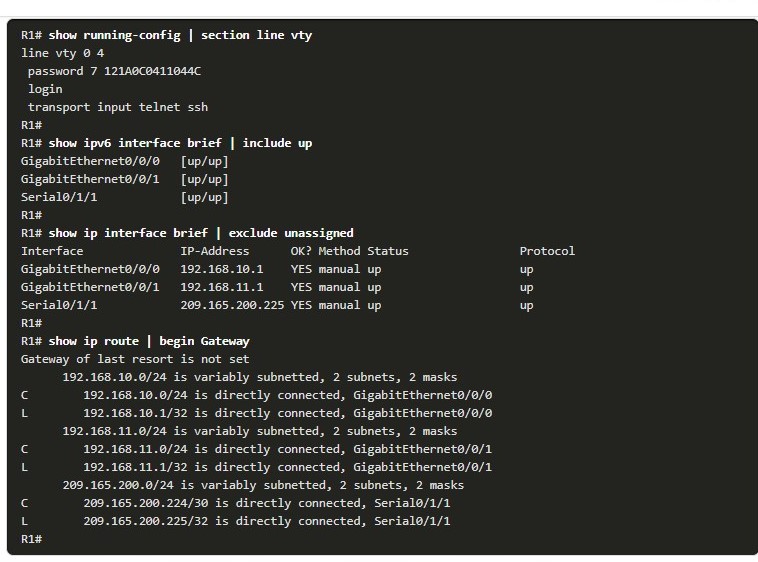 R1# show running-config | section line vty
line vty 0 4
 password 7 121A0C0411044C
 login
 transport input telnet ssh
R1#
R1# show ipv6 interface brief | include up
GigabitEthernet0/0/0   [up/up]
GigabitEthernet0/0/1   [up/up]
Serial0/1/1            [up/up]
R1#
R1# show ip interface brief | exclude unassigned
Interface              IP-Address      OK? Method Status                Protocol
GigabitEthernet0/0/0   192.168.10.1    YES manual up                    up
GigabitEthernet0/0/1   192.168.11.1    YES manual up                    up
Serial0/1/1            209.165.200.225 YES manual up                    up
R1#
R1# show ip route | begin Gateway
Gateway of last resort is not set
      192.168.10.0/24 is variably subnetted, 2 subnets, 2 masks
C        192.168.10.0/24 is directly connected, GigabitEthernet0/0/0
L        192.168.10.1/32 is directly connected, GigabitEthernet0/0/0
      192.168.11.0/24 is variably subnetted, 2 subnets, 2 masks
C        192.168.11.0/24 is directly connected, GigabitEthernet0/0/1
L        192.168.11.1/32 is directly connected, GigabitEthernet0/0/1
      209.165.200.0/24 is variably subnetted, 2 subnets, 2 masks
C        209.165.200.224/30 is directly connected, Serial0/1/1
L        209.165.200.225/32 is directly connected, Serial0/1/1
R1#